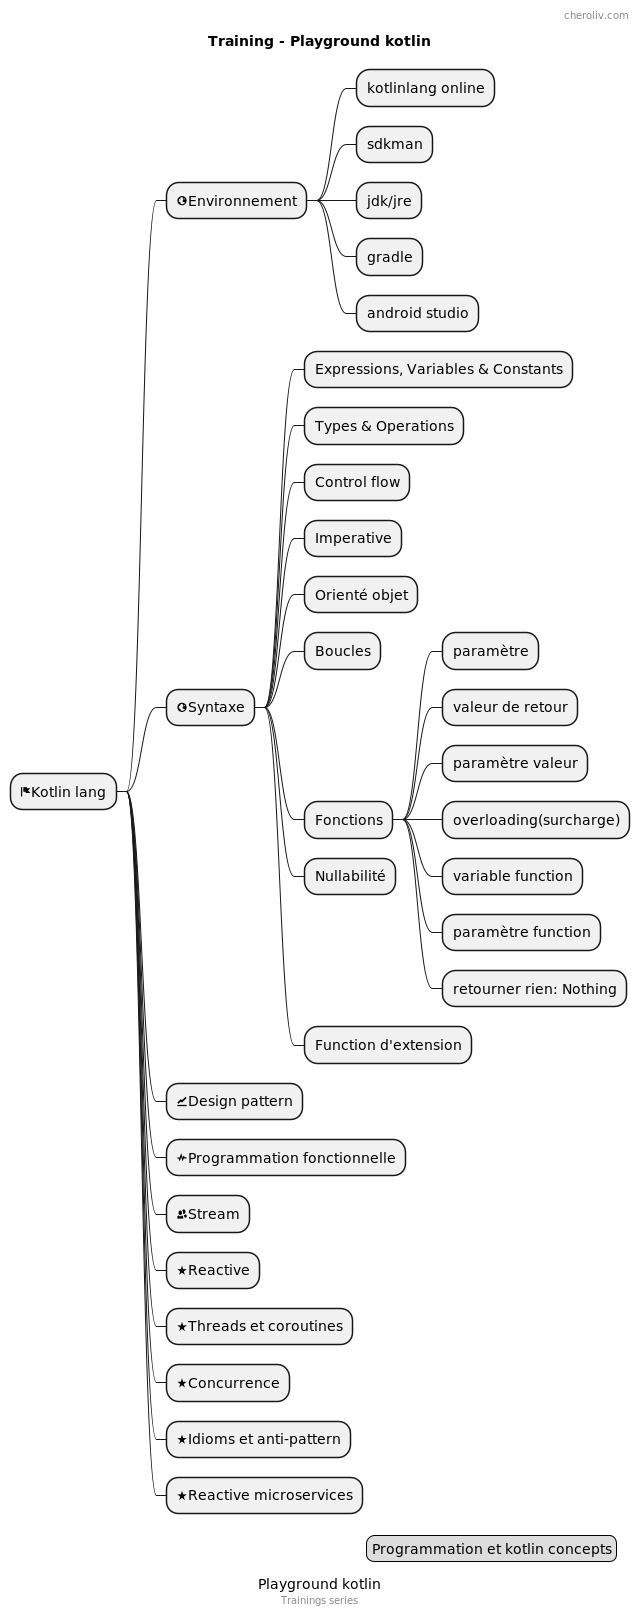 cheroliv.com
Training - Playground kotlin
kotlinlang online
sdkman
Environnement
jdk/jre
gradle
android studio
Expressions, Variables & Constants
Types & Operations
Control flow
Imperative
Orienté objet
Boucles
paramètre
Syntaxe
valeur de retour
paramètre valeur
Kotlin lang
Fonctions
overloading(surcharge)
Nullabilité
variable function
paramètre function
retourner rien: Nothing
Function d'extension
Design pattern
Programmation fonctionnelle
Stream
★Reactive
★Threads et coroutines
★Concurrence
★Idioms et anti-pattern
★Reactive microservices
Programmation et kotlin concepts
Playground kotlin
Trainings series